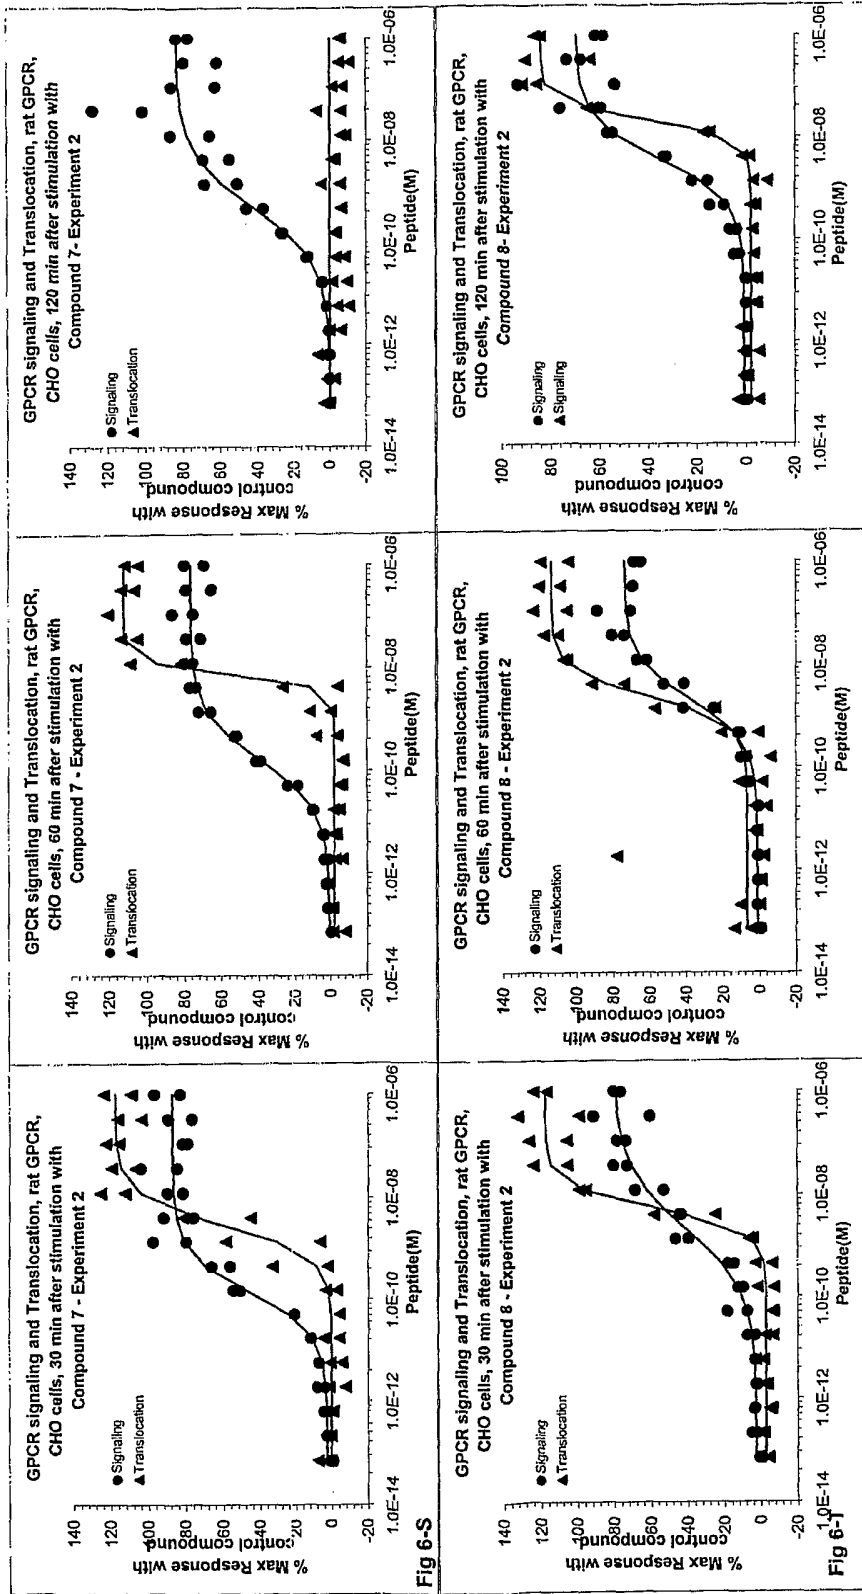 GPCR signaling and Translocation, rat GPCR,
CHO cells, 30 min after stimulation with
Compound 7 - Experiment 2
● Signaling
▲ Translocation
% Max Response with
control compound
140
120
100
80
60
40
20
0
-20
1.0E-14
1.0E-12
1.0E-10
1.0E-08
1.0E-06
Peptide(M)
GPCR signaling and Translocation, rat GPCR,
CHO cells, 60 min after stimulation with
Compound 7 - Experiment 2
● Signaling
▲ Translocation
% Max Response with
control compound
140
120
100
80
60
40
20
0
-20
1.0E-14
1.0E-12
1.0E-10
1.0E-08
1.0E-06
Peptide(M)
GPCR signaling and Translocation, rat GPCR,
CHO cells, 120 min after stimulation with
Compound 7- Experiment 2
● Signaling
▲ Translocation
% Max Response with
control compound
140
120
100
80
60
40
20
0
-20
1.0E-14
1.0E-12
1.0E-10
1.0E-08
1.0E-06
Peptide(M)
Fig 6-S
GPCR signaling and Translocation, rat GPCR,
CHO cells, 30 min after stimulation with
Compound 8 - Experiment 2
● Signaling
▲ Translocation
% Max Response with
control compound
140
120
100
80
60
40
20
0
-20
1.0E-14
1.0E-12
1.0E-10
1.0E-08
1.0E-06
Peptide(M)
GPCR signaling and Translocation, rat GPCR,
CHO cells, 60 min after stimulation with
Compound 8 - Experiment 2
● Signaling
▲ Translocation
% Max Response with
control compound
140
120
100
80
60
40
20
0
-20
1.0E-14
1.0E-12
1.0E-10
1.0E-08
1.0E-06
Peptide(M)
GPCR signaling and Translocation, rat GPCR,
CHO cells, 120 min after stimulation with
Compound 8- Experiment 2
● Signaling
▲ Signaling
% Max Response with
control compound
100
80
60
40
20
0
-20
1.0E-14
1.0E-12
1.0E-10
1.0E-08
1.0E-06
Peptide(M)
Fig 6-T